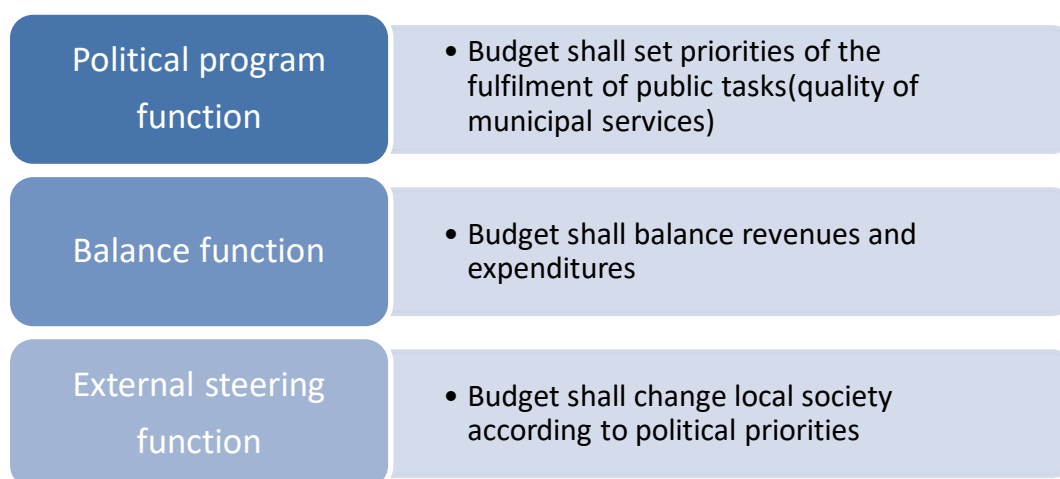 Political program
function
• Budget shall set priorities of the
fulfilment of public tasks(quality of
municipal services)
Balance function
• Budget shall balance revenues and
expenditures
External steering
function
• Budget shall change local society
according to political priorities